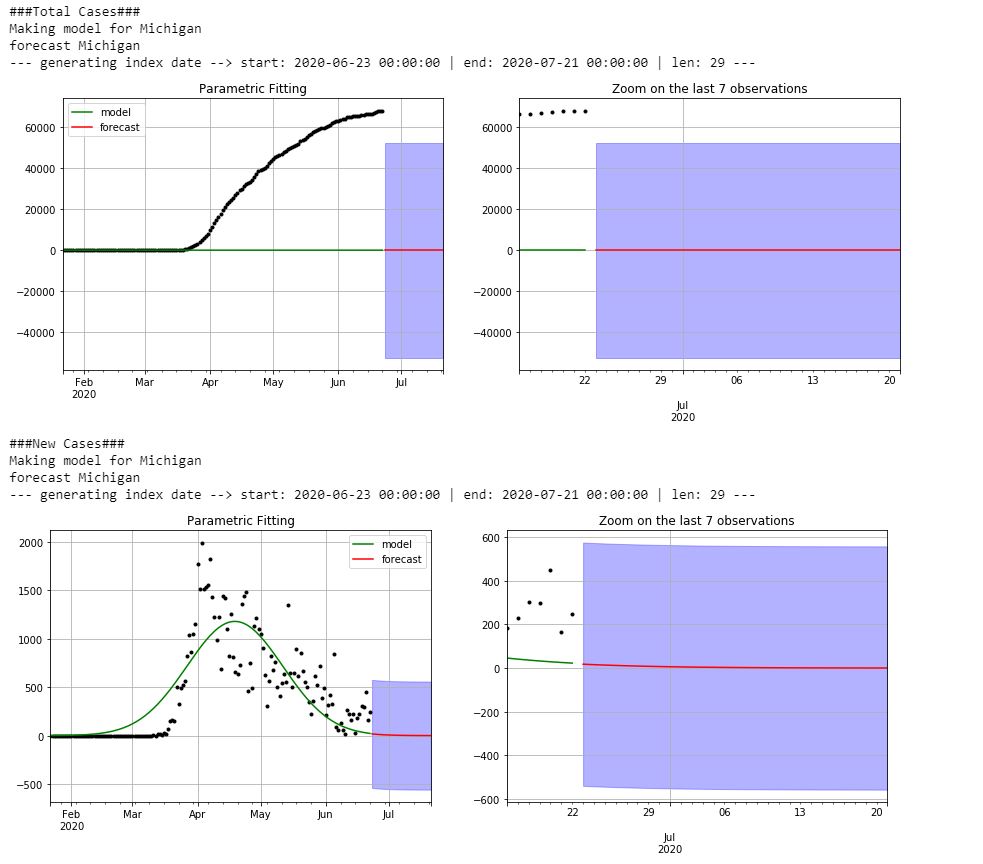 ###Total Cases###
Making model for Michigan
forecast Michigan
--- generating index date --> start: 2020-06-23 00:00:00 | end: 2020-07-21 00:00:00 | len: 29 ---
Parametric Fitting
model
forecast
60000
40000
20000
0
−20000
−40000
Feb Mar Apr May Jun Jul
2020
Zoom on the last 7 observations
60000
40000
20000
0
−20000
−40000
22 29 06 13 20
Jul
2020
###New Cases###
Making model for Michigan
forecast Michigan
--- generating index date --> start: 2020-06-23 00:00:00 | end: 2020-07-21 00:00:00 | len: 29 ---
Parametric Fitting
model
forecast
2000
1500
1000
500
0
−500
Feb Mar Apr May Jun Jul
2020
Zoom on the last 7 observations
600
400
200
0
−200
−400
−600
22 29 06 13 20
Jul
2020